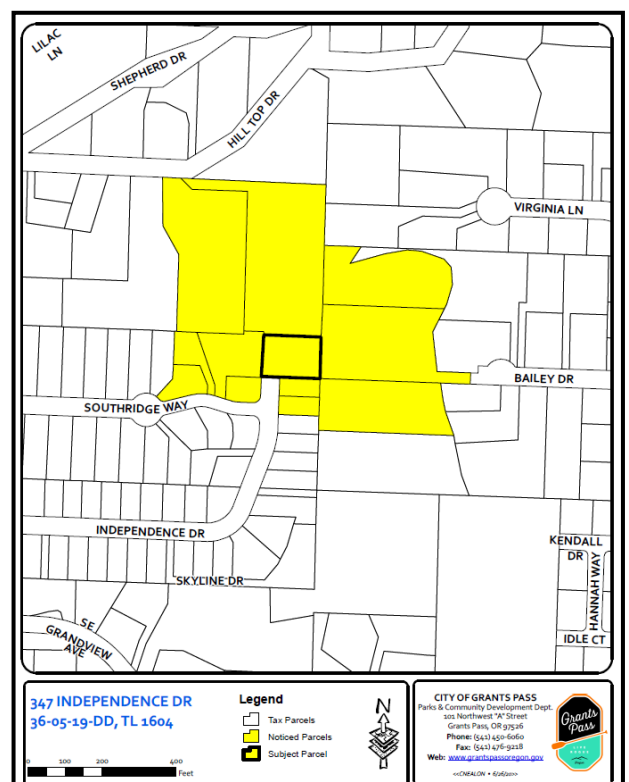 LILAC
LN
SHEPHERD DR
HILL TOP DR
VIRGINIA LN
BAILEY DR
SOUTHRIDGE WAY
INDEPENDENCE DR
SKYLINE DR
SE
GRANDVIEW
AVE
KENDALL
DR
HANNAH WAY
IDLE CT
347 INDEPENDENCE DR
36-05-19-DD, TL 1604
0 100 200 400
Feet
Legend
Tax Parcels
Noticed Parcels
Subject Parcel
N
CITY OF GRANTS PASS
Parks & Community Development Dept.
101 Northwest "A" Street
Grants Pass, OR 97526
Phone: (541) 450-6060
Fax: (541) 476-9218
Web: www.grantspassoregon.gov
Grants
Pass